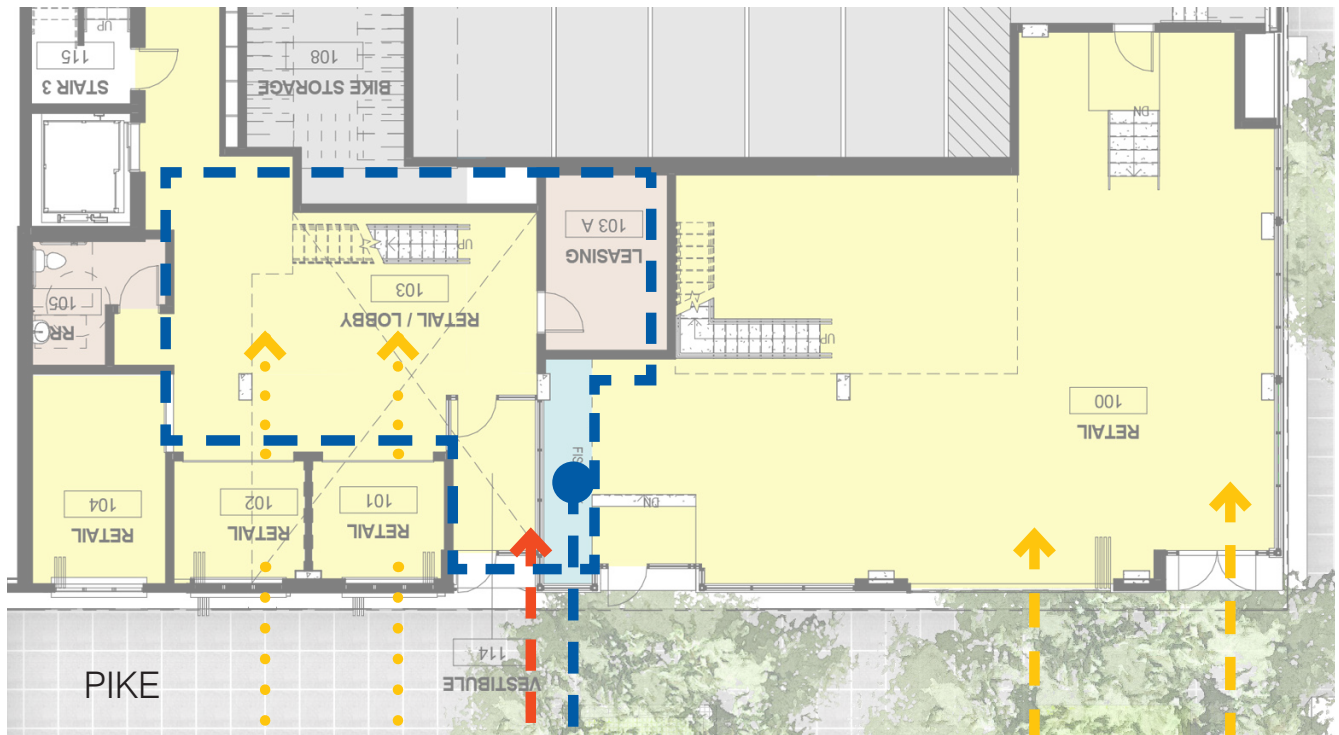 UP
115
STAIR 3
108
BIKE STORAGE
DN
103 A
LEASING
UP
103
RETAIL / LOBBY
105
RR
UP
100
RETAIL
FIS
104
RETAIL
102
RETAIL
101
RETAIL
DN
114
VESTIBULE
PIKE